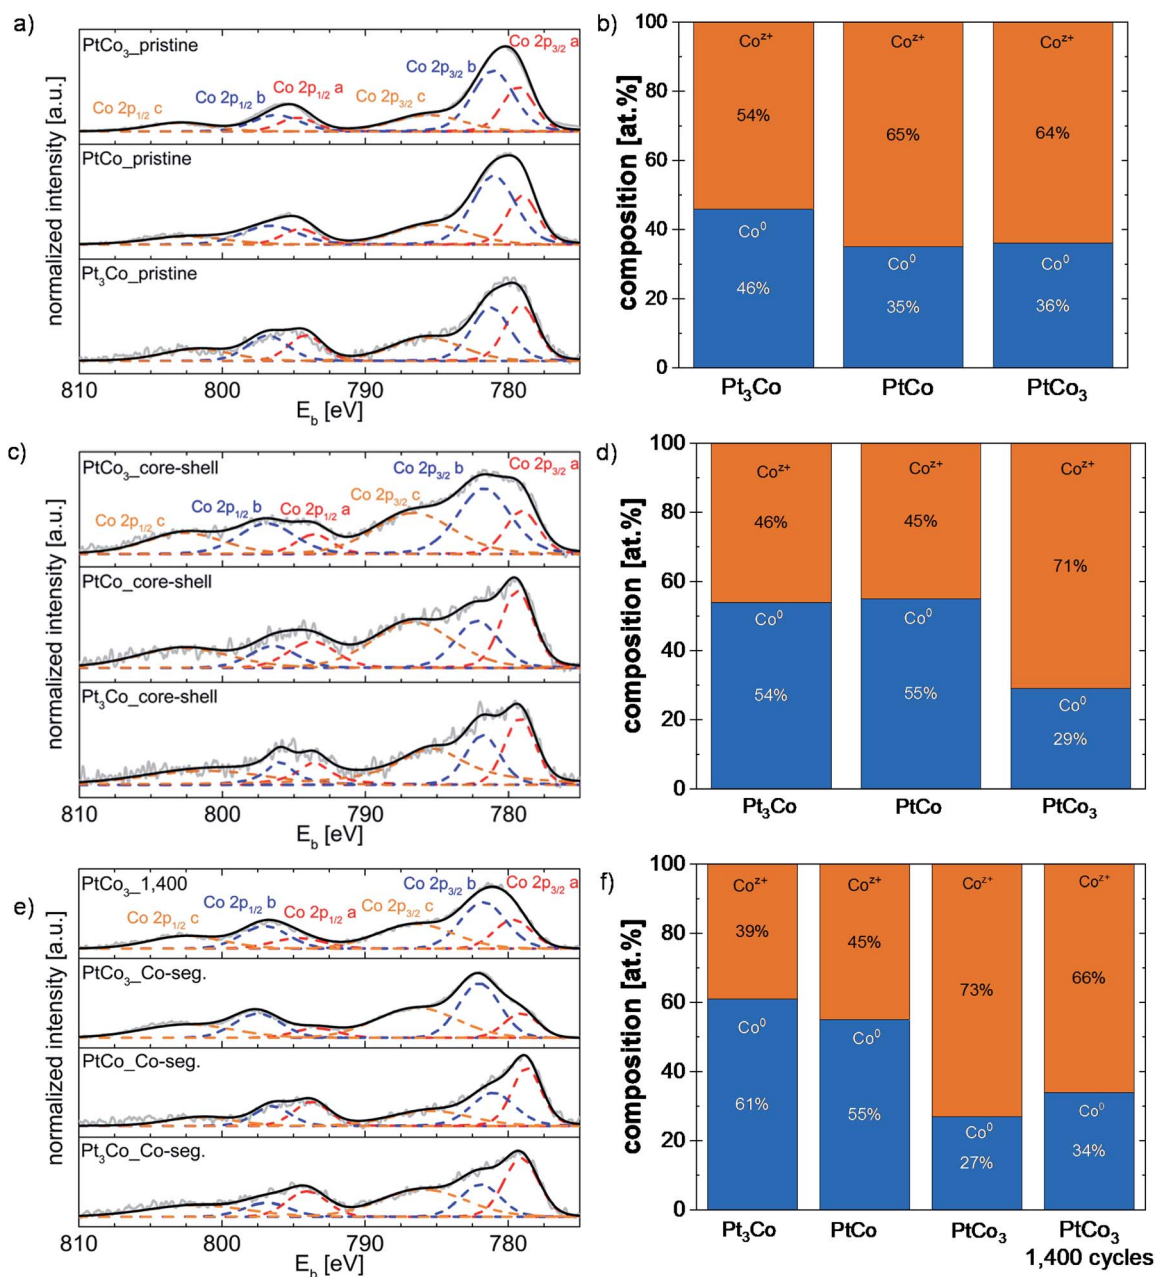 a)
PtCo3_pristine
Co 2p3/2 a
Co 2p3/2 b
Co 2p1/2 a
Co 2p1/2 b
Co 2p3/2 c
Co 2p1/2 c
PtCo_pristine
Pt3Co_pristine
normalized intensity [a.u.]
810 800 790 780
Eb [eV]
b)
composition [at.%]
100
80
60
40
20
0
Coz+ Coz+ Coz+
54% 65% 64%
Co0 Co0 Co0
46% 35% 36%
Pt3Co PtCo PtCo3
c)
PtCo3_core-shell
Co 2p3/2 b
Co 2p3/2 a
Co 2p3/2 c
Co 2p1/2 b
Co 2p1/2 a
Co 2p1/2 c
PtCo_core-shell
Pt3Co_core-shell
normalized intensity [a.u.]
810 800 790 780
Eb [eV]
d)
composition [at.%]
100
80
60
40
20
0
Coz+ Coz+ Coz+
46% 45% 71%
Co0 Co0 Co0
54% 55% 29%
Pt3Co PtCo PtCo3
e)
PtCo3_1,400
Co 2p3/2 b
Co 2p3/2 a
Co 2p1/2 b
Co 2p1/2 a
Co 2p3/2 c
Co 2p1/2 c
PtCo3_Co-seg.
PtCo_Co-seg.
Pt3Co_Co-seg.
normalized intensity [a.u.]
810 800 790 780
Eb [eV]
f)
composition [at.%]
100
80
60
40
20
0
Coz+ Coz+ Coz+ Coz+
39% 45% 73% 66%
Co0 Co0 Co0 Co0
61% 55% 27% 34%
Pt3Co PtCo PtCo3 PtCo3
1,400 cycles